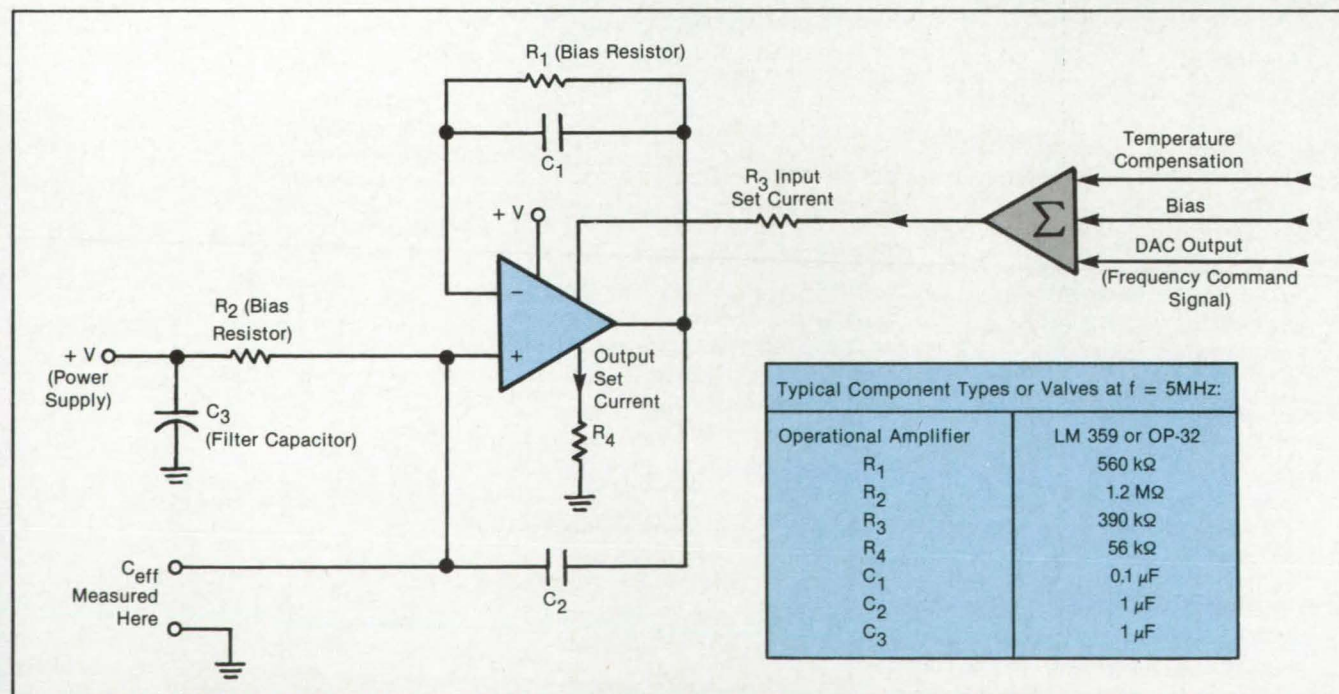 R1 (Bias Resistor)
C1
+ V
R3 Input
Set Current
Temperature
Compensation
Bias
DAC Output
(Frequency Command
Signal)
Σ
R2 (Bias
Resistor)
+ V
(Power
Supply)
C3
(Filter Capacitor)
−
+
Output
Set
Current
R4
Ceff
Measured
Here
C2
Typical Component Types or Valves at f = 5MHz:
Operational Amplifier LM 359 or OP-32
R1 560 kΩ
R2 1.2 MΩ
R3 390 kΩ
R4 56 kΩ
C1 0.1 µF
C2 1 µF
C3 1 µF